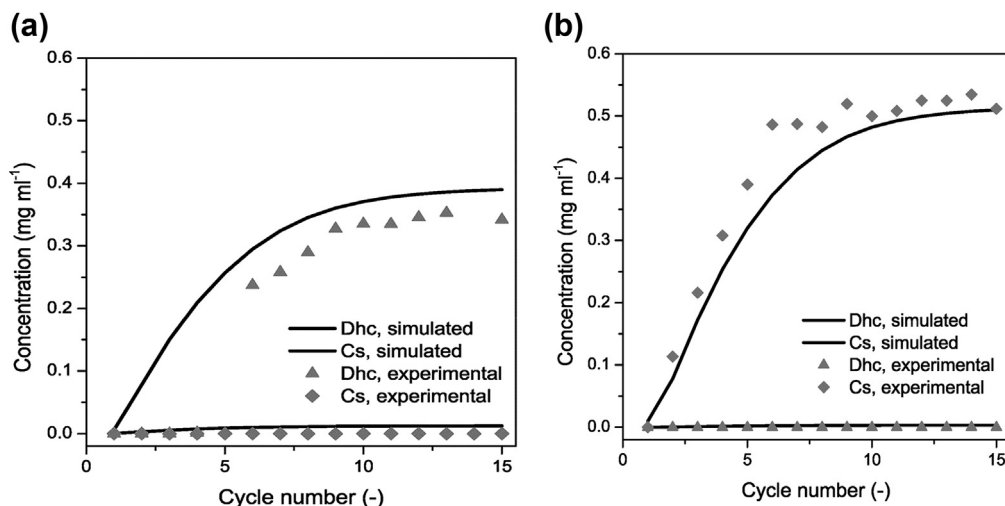 (a)
0.6
0.5
0.4
0.3
0.2
0.1
0.0
Concentration (mg ml⁻¹)
Dhc, simulated
Cs, simulated
Dhc, experimental
Cs, experimental
0 5 10 15
Cycle number (-)
(b)
0.6
0.5
0.4
0.3
0.2
0.1
0.0
Concentration (mg ml⁻¹)
Dhc, simulated
Cs, simulated
Dhc, experimental
Cs, experimental
0 5 10 15
Cycle number (-)